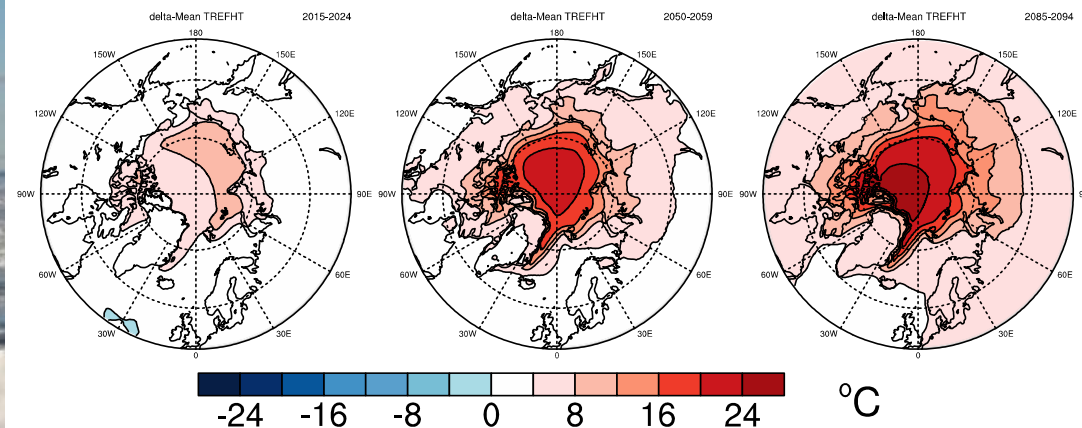 delta-Mean TREFHT 2015-2024
delta-Mean TREFHT 2050-2059
delta-Mean TREFHT 2085-2094
180
150W 150E
120W 120E
90W 90E
60W 60E
30W 30E
0
180
150W 150E
120W 120E
90W 90E
60W 60E
30W 30E
0
180
150W 150E
120W 120E
90W 9
60W 60E
30W 30E
0
-24 -16 -8 0 8 16 24 °C